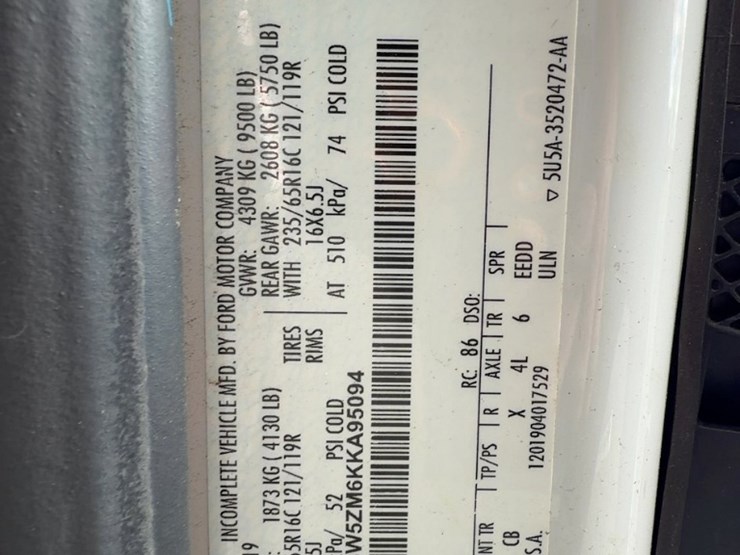 INCOMPLETE VEHICLE MFD. BY FORD MOTOR COMPANY
19 GVWR: 4309 KG ( 9500 LB)
1873 KG ( 4130 LB) REAR GAWR: 2608 KG ( 5750 LB)
5R16C 121/119R TIRES WITH 235/65R16C 121/119R
5J RIMS 16X6.5J
Pa/ 52 PSI COLD AT 510 kPa/ 74 PSI COLD
W5ZM6KKA95094
RC: 86 DSO:
NT TR TP/PS R AXLE TR SPR
CB X 4L 6 EEDD
S.A. 1201904017529 ULN ▽ 5U5A-3520472-AA